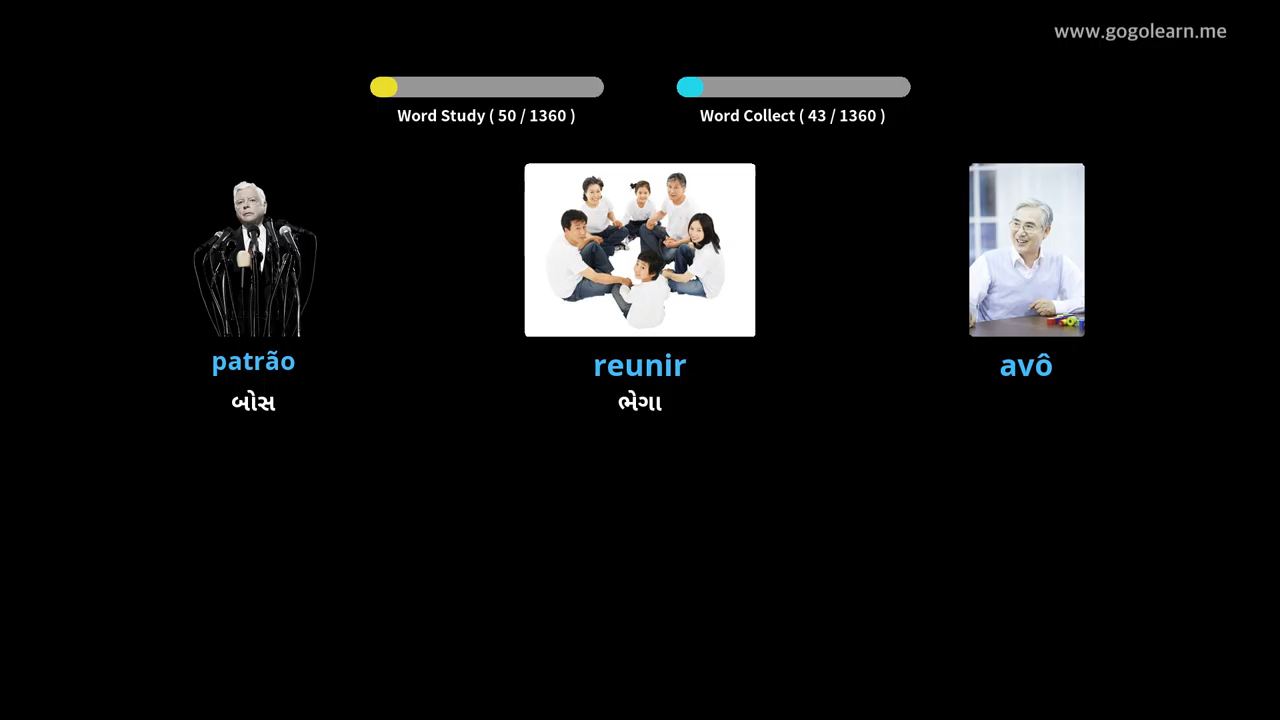 www.gogolearn.me
Word Study ( 50 / 1360 )
Word Collect ( 43 / 1360 )
patrão
reunir
avô
બોસ
ભેગા